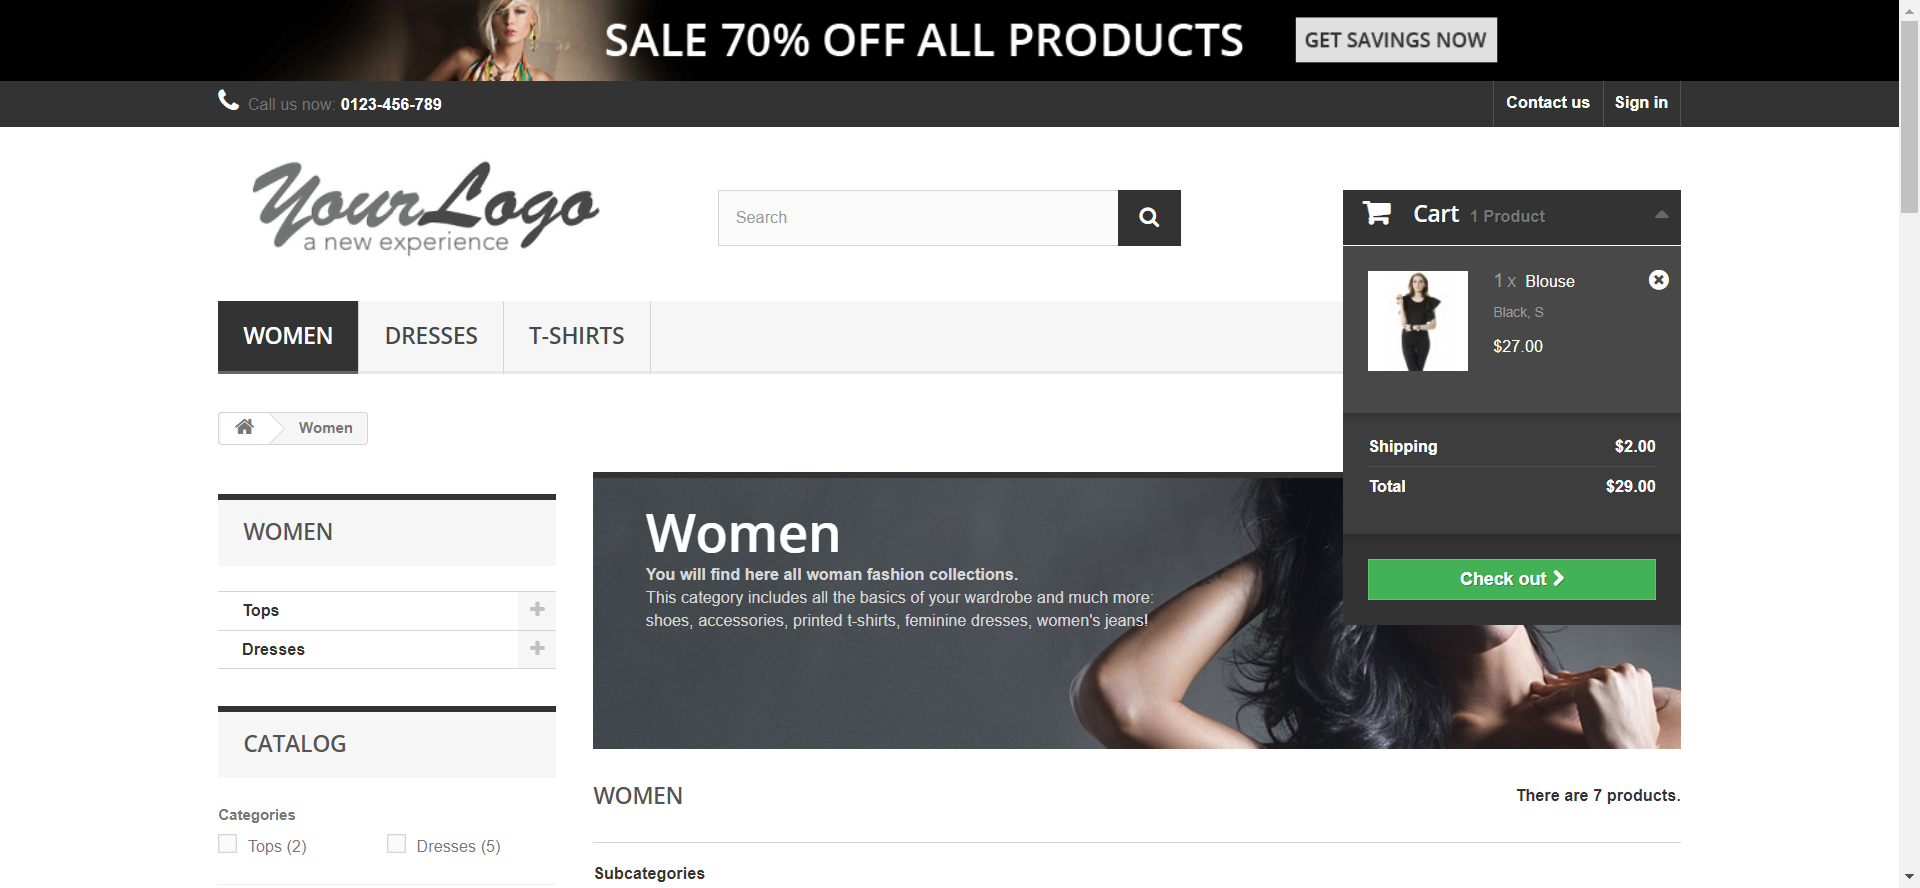 SALE 70% OFF ALL PRODUCTS
GET SAVINGS NOW
Call us now: 0123-456-789
Contact us
Sign in
YourLogo
a new experience
Search
Cart 1 Product
1 x Blouse
Black, S
$27.00
Shipping $2.00
Total $29.00
Check out
WOMEN
DRESSES
T-SHIRTS
Women
WOMEN
Tops
Dresses
CATALOG
Categories
Tops (2)
Dresses (5)
Women
You will find here all woman fashion collections.
This category includes all the basics of your wardrobe and much more:
shoes, accessories, printed t-shirts, feminine dresses, women's jeans!
WOMEN
There are 7 products.
Subcategories